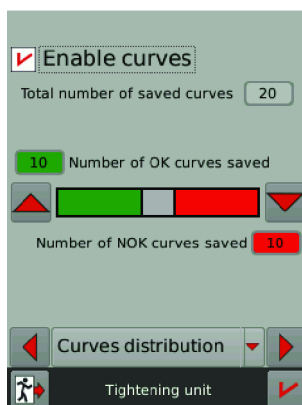 Enable curves
Total number of saved curves 20
10 Number of OK curves saved
Number of NOK curves saved 10
Curves distribution
Tightening unit